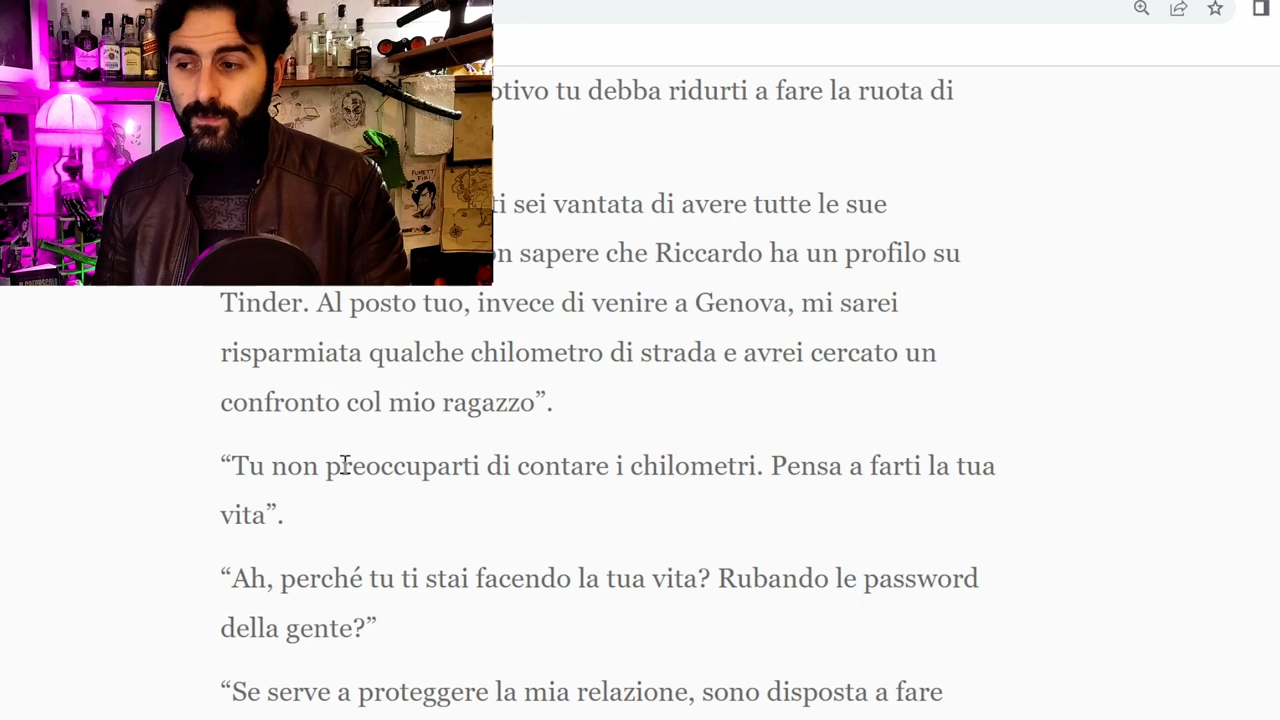 otivo tu debba ridurti a fare la ruota di
ti sei vantata di avere tutte le sue
on sapere che Riccardo ha un profilo su
Tinder. Al posto tuo, invece di venire a Genova, mi sarei
risparmiata qualche chilometro di strada e avrei cercato un
confronto col mio ragazzo”.
“Tu non preoccuparti di contare i chilometri. Pensa a farti la tua
vita”.
“Ah, perché tu ti stai facendo la tua vita? Rubando le password
della gente?”
“Se serve a proteggere la mia relazione, sono disposta a fare
FUMETTI